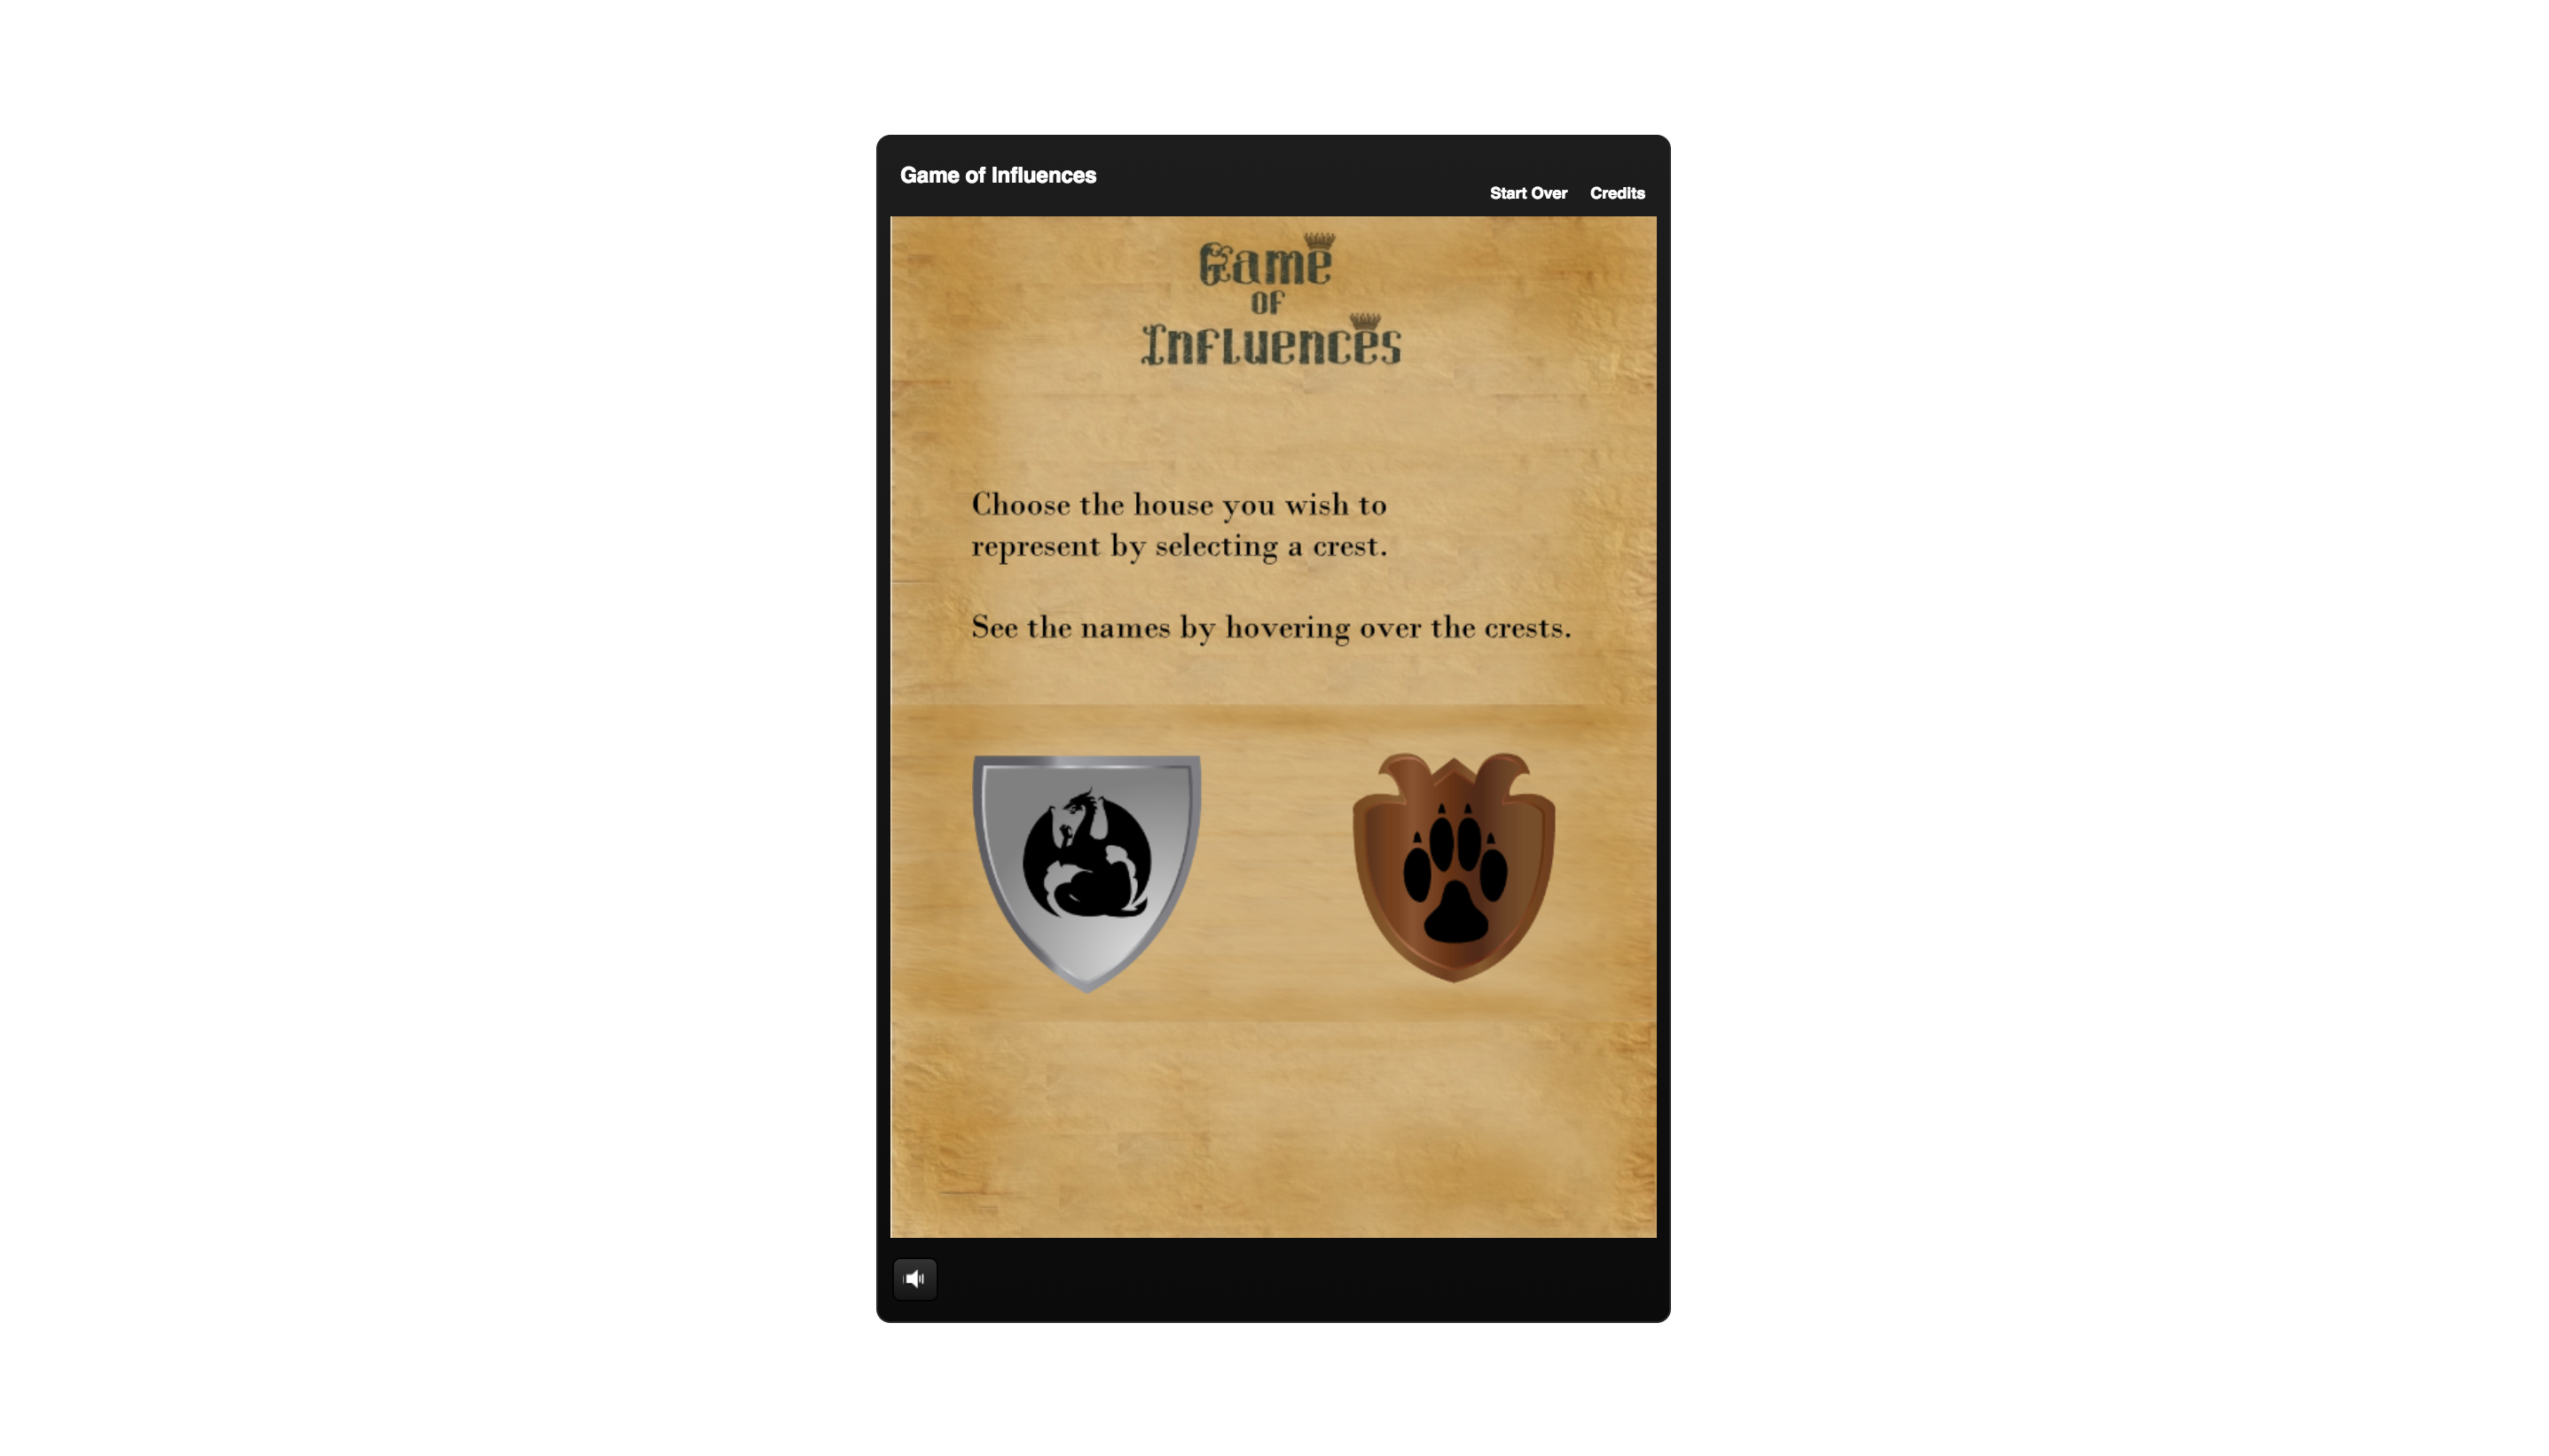 Game of Influences
Start Over Credits
Game
OF
Influences
Choose the house you wish to
represent by selecting a crest.
See the names by hovering over the crests.